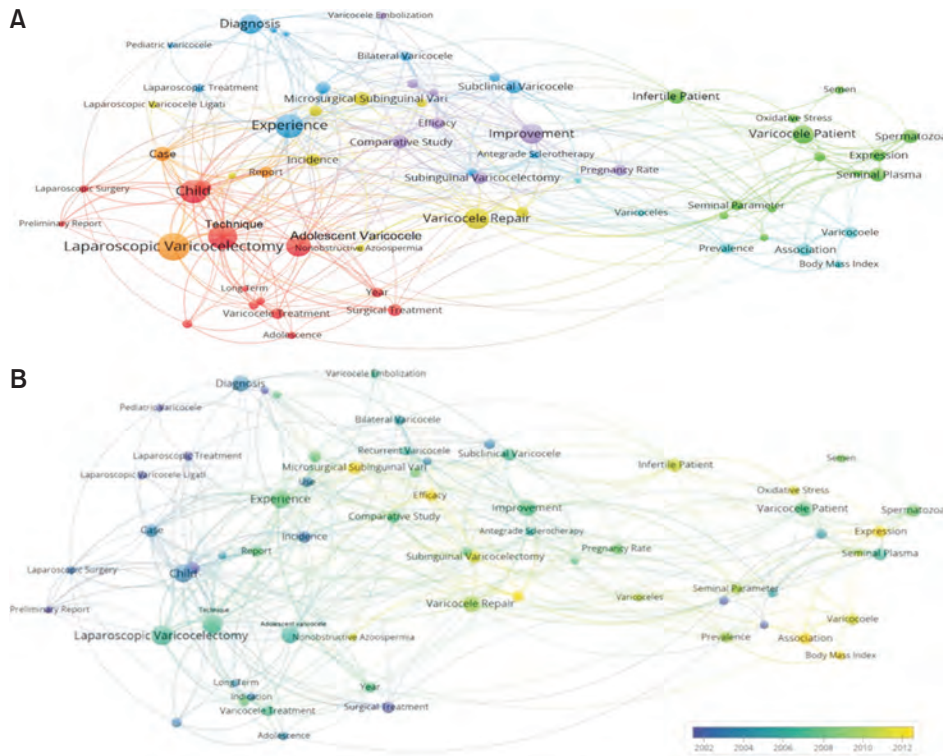 A
Varicocele Embolization
Diagnosis
Pediatric Varicocele
Bilateral Varicocele
Laparoscopic Treatment
Subclinical Varicocele
Semen
Microsurgical Subinguinal Vari
Infertile Patient
Laparoscopic Varicocele Ligati
Oxidative Stress
Experience
Efficacy
Improvement
Varicocele Patient
Spermatozoa
Comparative Study
Case
Incidence
Antegrade Sclerotherapy
Expression
Report
Pregnancy Rate
Seminal Plasma
Subinguinal Varicocelectomy
Laparoscopic Surgery
Child
Seminal Parameter
Varicoceles
Preliminary Report
Technique
Varicocele Repair
Adolescent Varicocele
Varicocoele
Laparoscopic Varicocelectomy
Nonobstructive Azoospermia
Prevalence
Association
Body Mass Index
Long Term
Year
Varicocele Treatment
Surgical Treatment
Adolescence
B
Varicocele Embolization
Diagnosis
Pediatric Varicocele
Bilateral Varicocele
Laparoscopic Treatment
Recurrent Varicocele
Subclinical Varicocele
Semen
Microsurgical Subinguinal Vari
Infertile Patient
Laparoscopic Varicocele Ligati
Use
Oxidative Stress
Experience
Efficacy
Improvement
Varicocele Patient
Spermatozoa
Comparative Study
Case
Incidence
Antegrade Sclerotherapy
Expression
Report
Pregnancy Rate
Seminal Plasma
Subinguinal Varicocelectomy
Laparoscopic Surgery
Child
Seminal Parameter
Varicoceles
Preliminary Report
Technique
Varicocele Repair
Adolescent Varicocele
Varicocoele
Laparoscopic Varicocelectomy
Nonobstructive Azoospermia
Prevalence
Association
Body Mass Index
Long Term
Year
Indication
Varicocele Treatment
Surgical Treatment
Adolescence
2002 2004 2006 2008 2010 2012